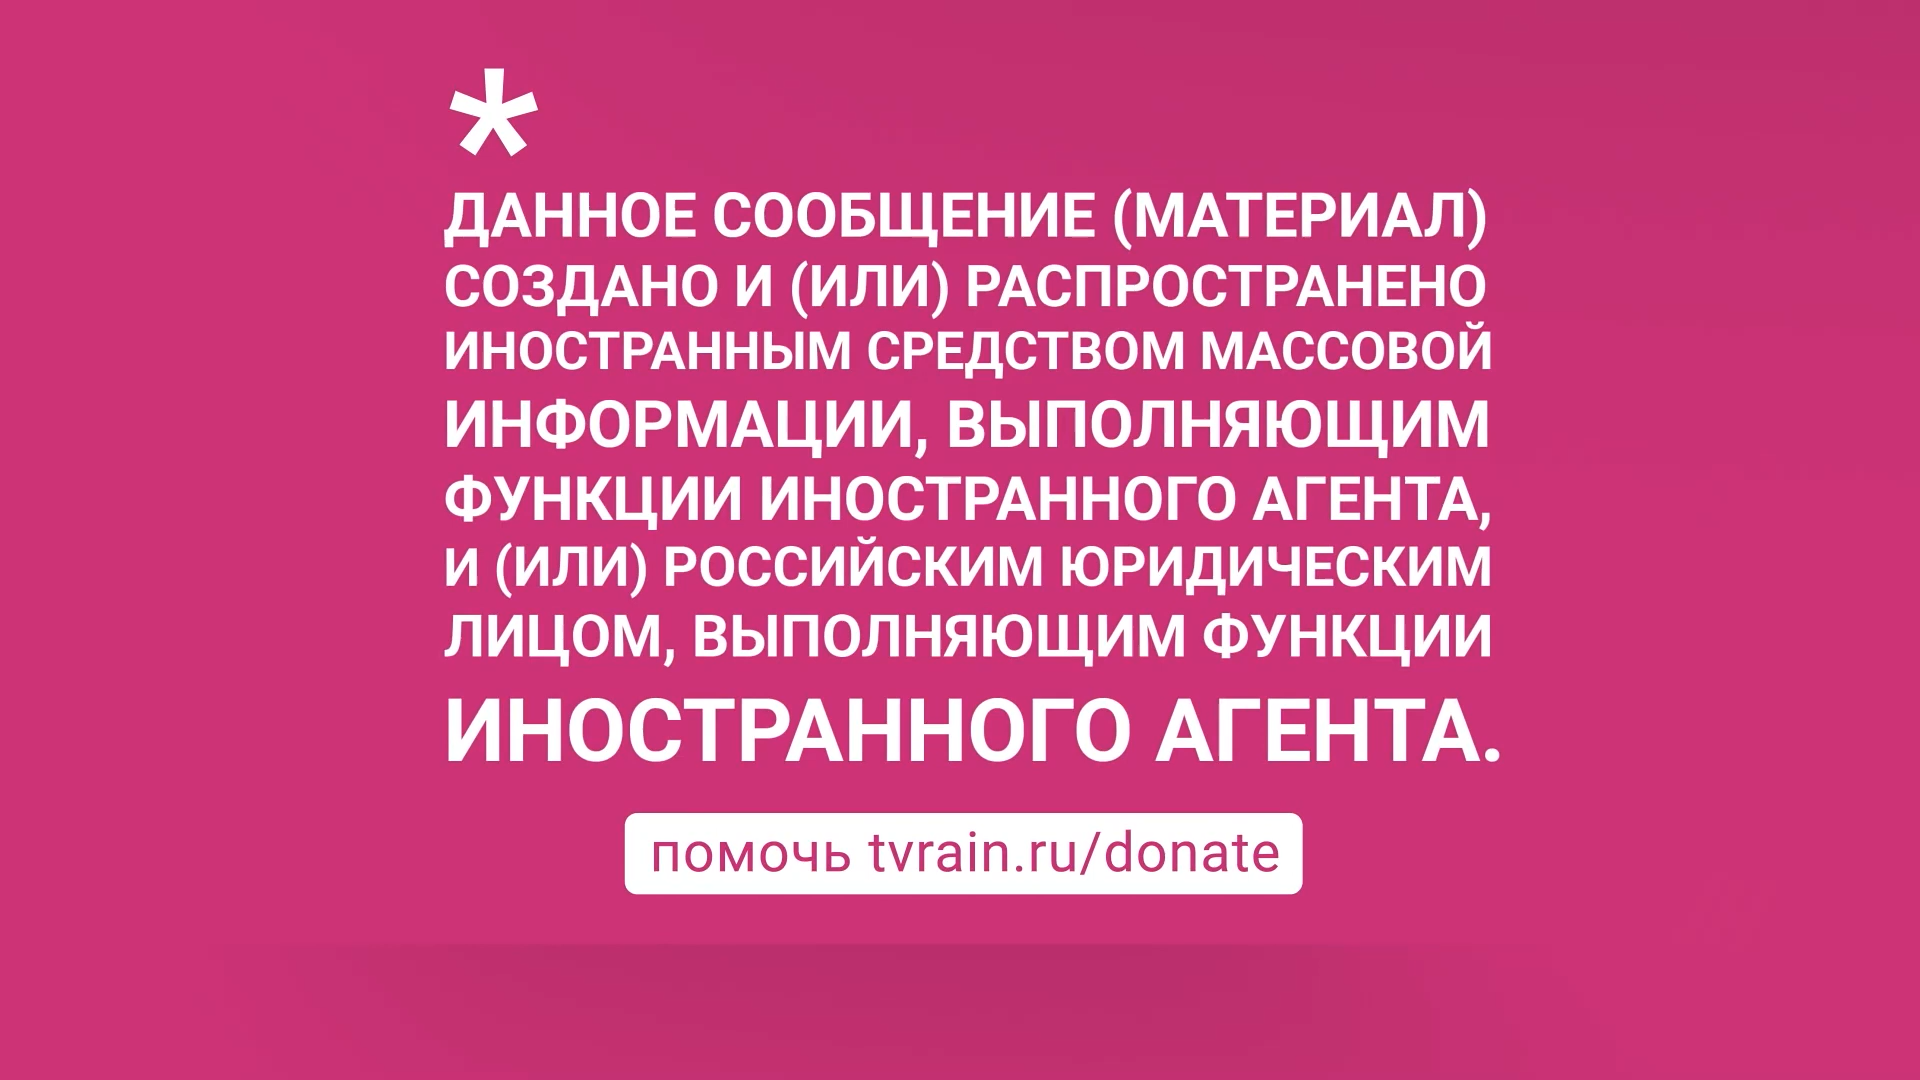 *
ДАННОЕ СООБЩЕНИЕ (МАТЕРИАЛ)
СОЗДАНО И (ИЛИ) РАСПРОСТРАНЕНО
ИНОСТРАННЫМ СРЕДСТВОМ МАССОВОЙ
ИНФОРМАЦИИ, ВЫПОЛНЯЮЩИМ
ФУНКЦИИ ИНОСТРАННОГО АГЕНТА,
И (ИЛИ) РОССИЙСКИМ ЮРИДИЧЕСКИМ
ЛИЦОМ, ВЫПОЛНЯЮЩИМ ФУНКЦИИ
ИНОСТРАННОГО АГЕНТА.
помочь tvrain.ru/donate